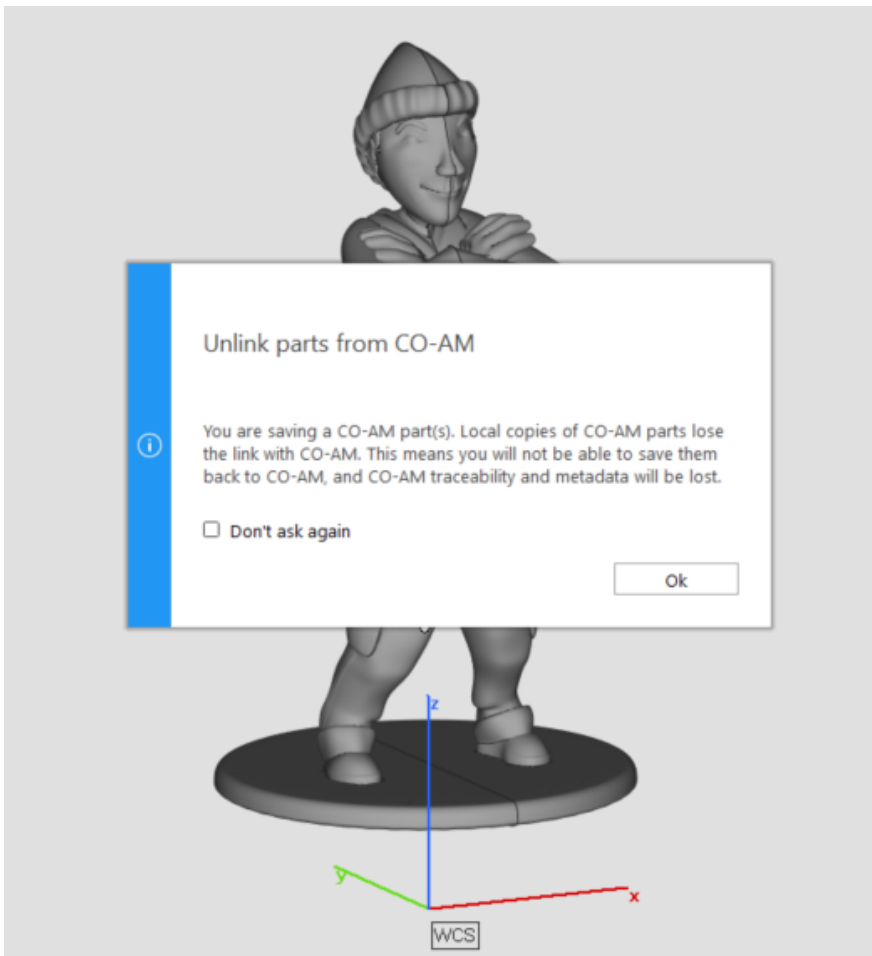 Unlink parts from CO-AM
You are saving a CO-AM part(s). Local copies of CO-AM parts lose
the link with CO-AM. This means you will not be able to save them
back to CO-AM, and CO-AM traceability and metadata will be lost.
Don't ask again
Ok
z
y
x
WCS